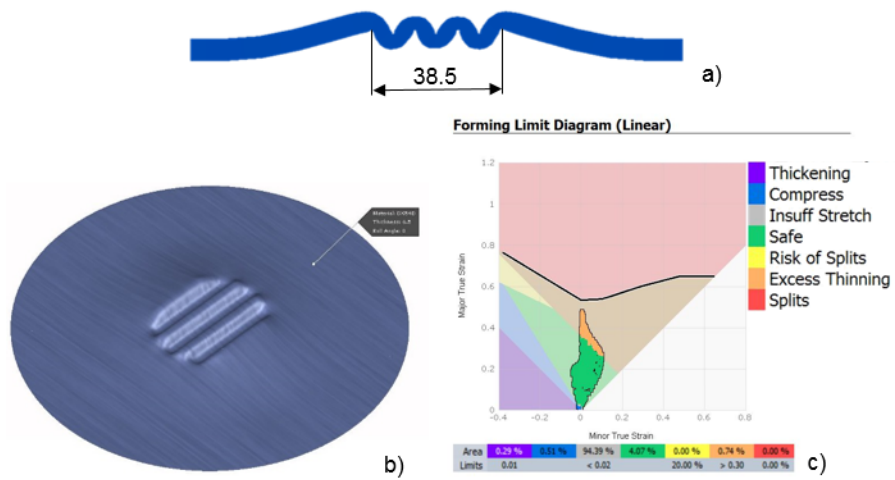 38.5
a)
Forming Limit Diagram (Linear)
1.2
1
0.8
0.6
0.4
0.2
0
-0.4
-0.2
0
0.2
0.4
0.6
0.8
Major True Strain
Minor True Strain
Thickening
Compress
Insuff Stretch
Safe
Risk of Splits
Excess Thinning
Splits
b)
Area 0.29 % 0.51 % 94.39 % 4.07 % 0.00 % 0.74 % 0.00 %
Limits 0.01 < 0.02 20.00 % > 0.30 0.00 %
c)